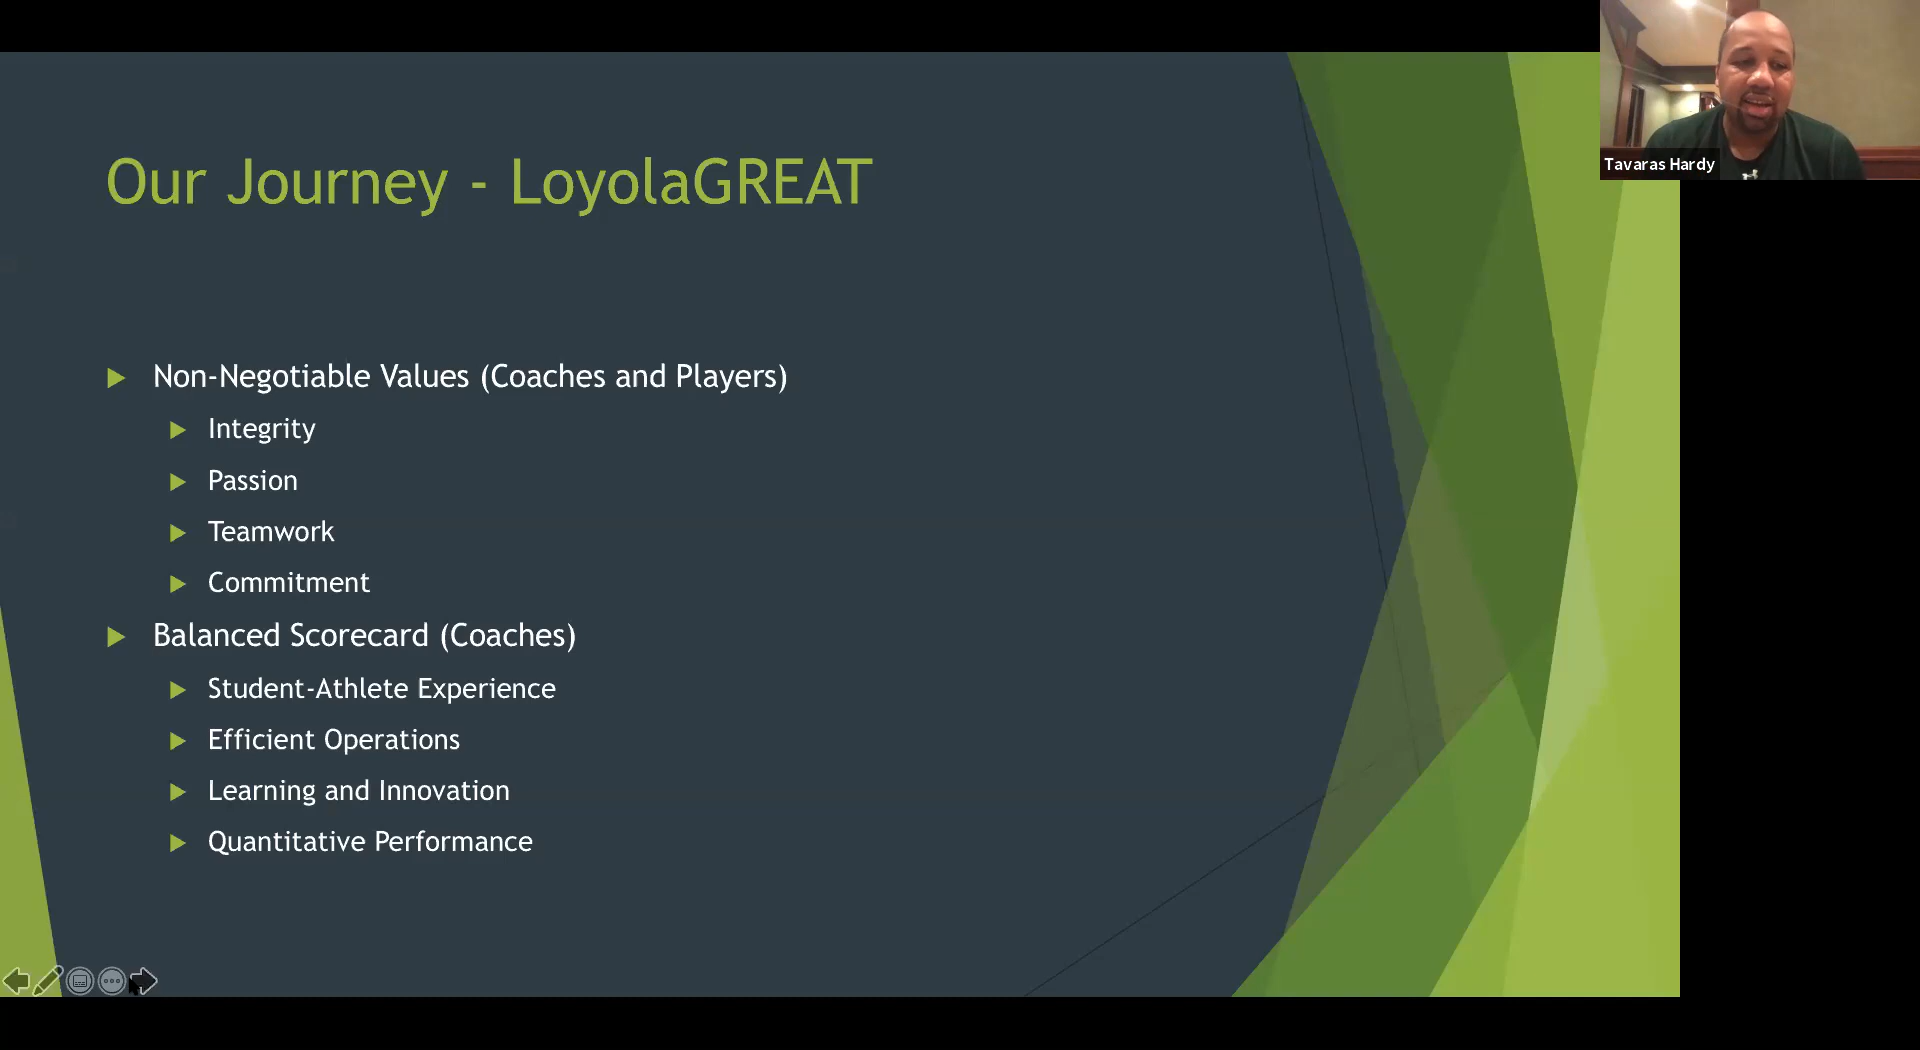 Our Journey - LoyolaGREAT
Non-Negotiable Values (Coaches and Players)
Integrity
Passion
Teamwork
Commitment
Balanced Scorecard (Coaches)
Student-Athlete Experience
Efficient Operations
Learning and Innovation
Quantitative Performance
Tavaras Hardy